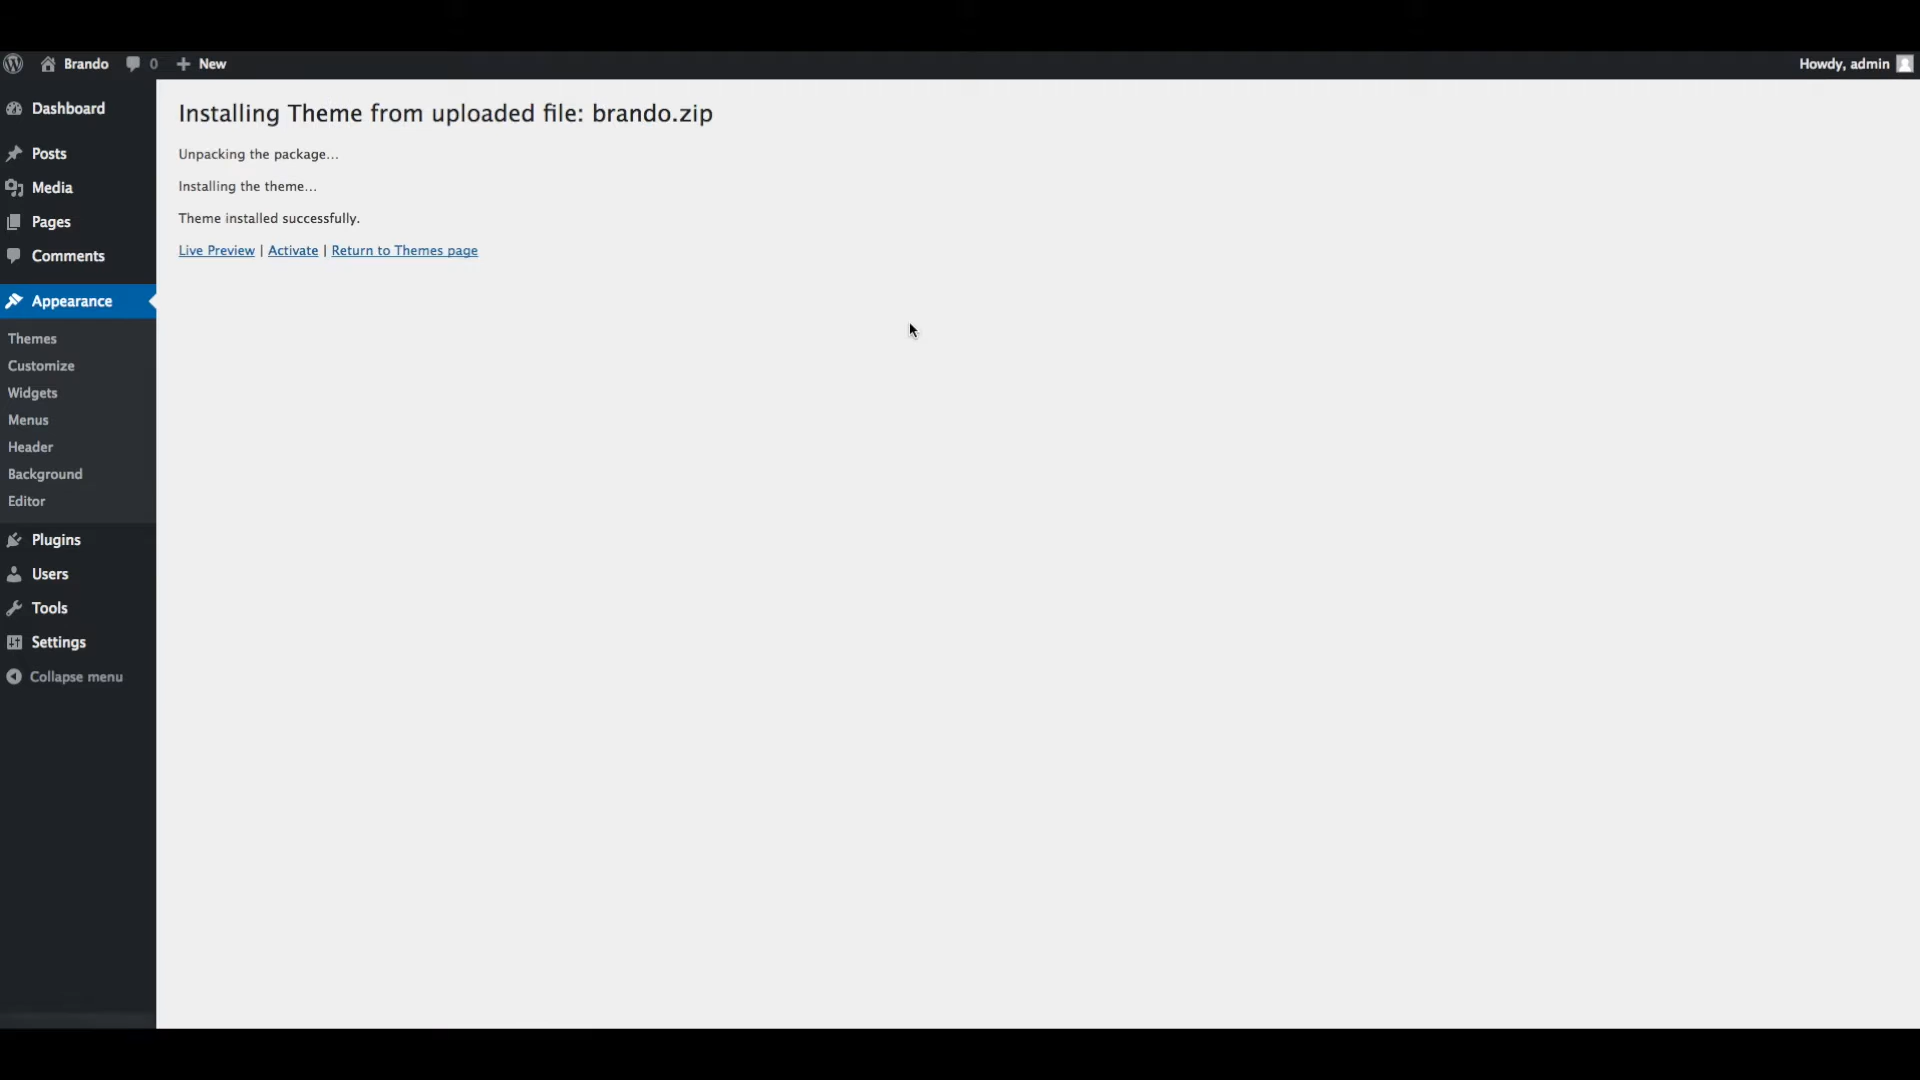 Brando 0 New Howdy, admin
Dashboard
Posts
Media
Pages
Comments
Appearance
Themes
Customize
Widgets
Menus
Header
Background
Editor
Plugins
Users
Tools
Settings
Collapse menu
Installing Theme from uploaded file: brando.zip
Unpacking the package…
Installing the theme…
Theme installed successfully.
Live Preview | Activate | Return to Themes page